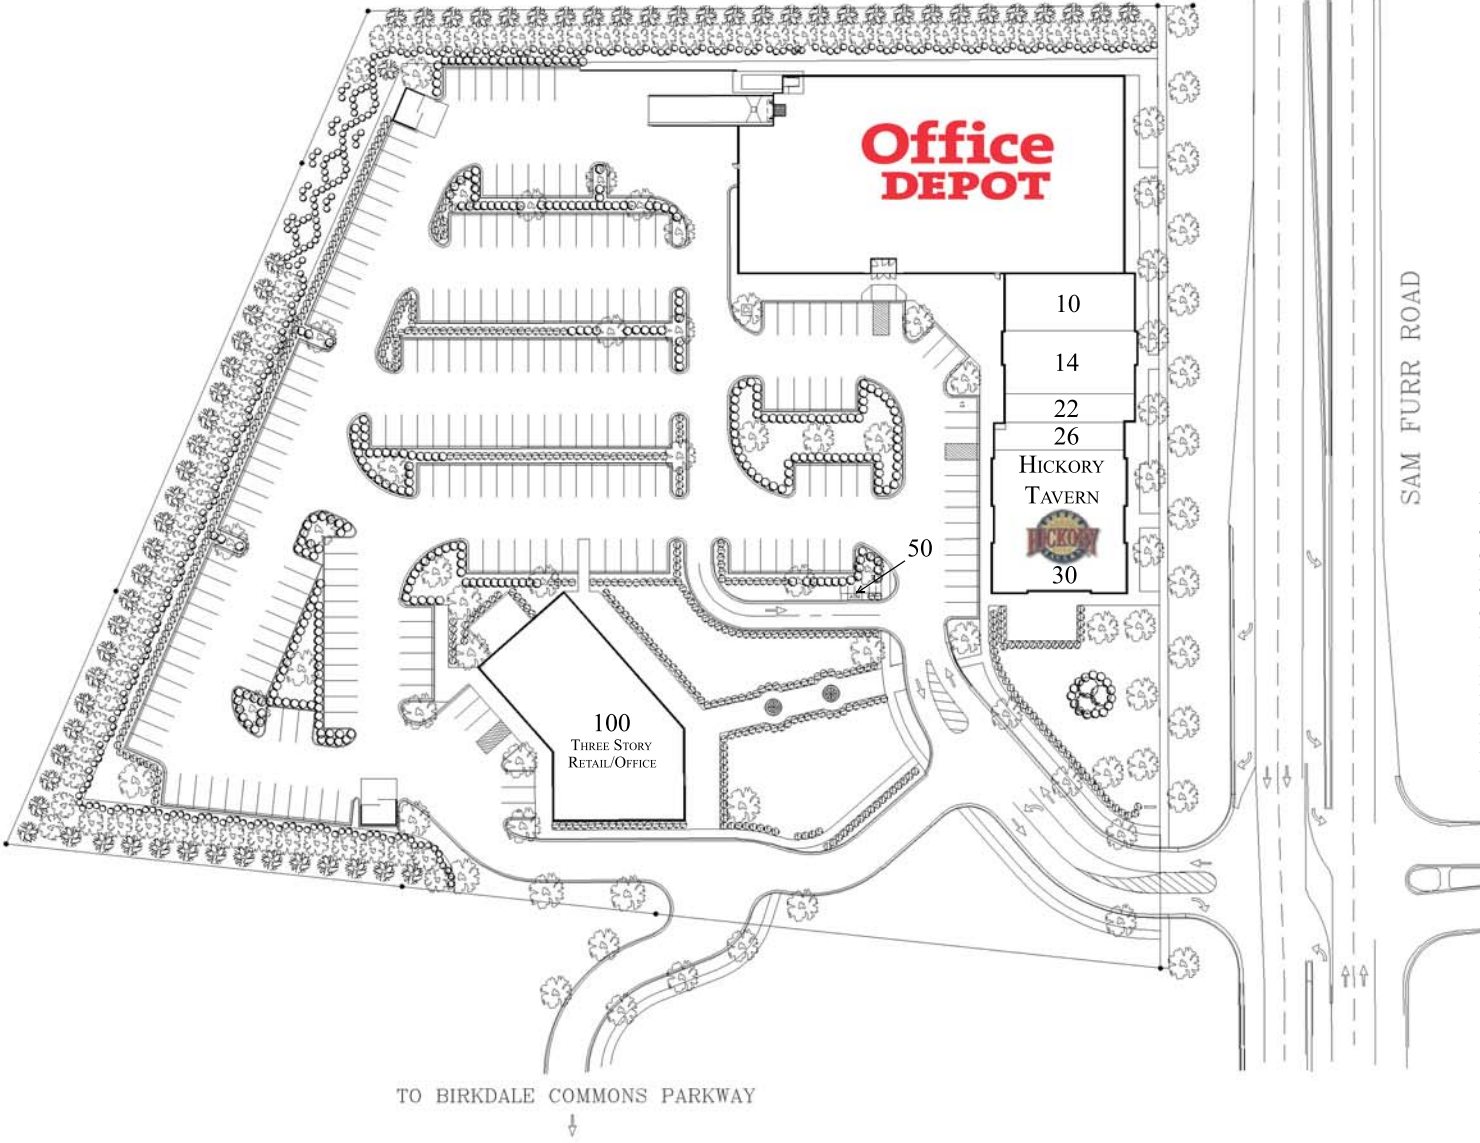 Office
DEPOT
10
14
22
26
HICKORY
TAVERN
HICKORY
30
50
100
THREE STORY
RETAIL/OFFICE
SAM FURR ROAD
TO BIRKDALE COMMONS PARKWAY